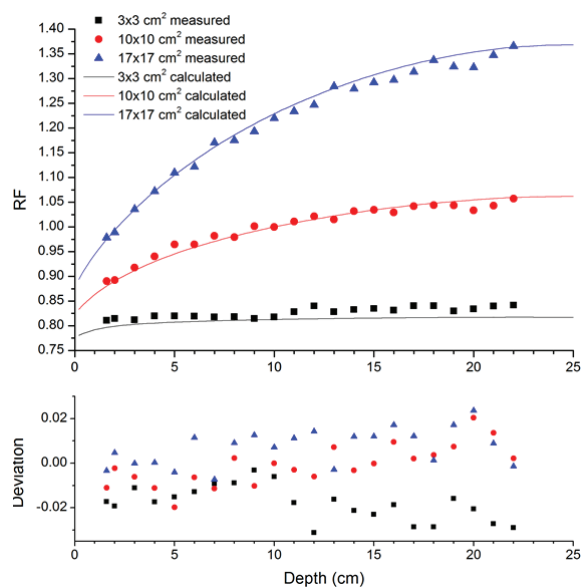 3x3 cm² measured
10x10 cm² measured
17x17 cm² measured
3x3 cm² calculated
10x10 cm² calculated
17x17 cm² calculated
1.40
1.35
1.30
1.25
1.20
1.15
1.10
1.05
1.00
0.95
0.90
0.85
0.80
0.75
RF
0 5 10 15 20 25
0.02
0.00
-0.02
Deviation
0 5 10 15 20 25
Depth (cm)